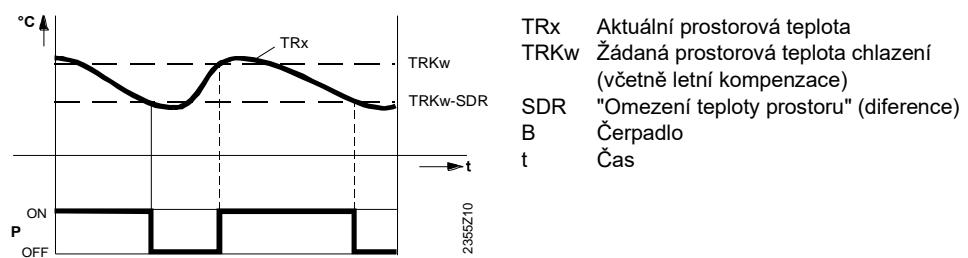 °C
TRx
TRKw
TRKw-SDR
t
ON
P
OFF
2355Z10
TRx Aktuální prostorová teplota
TRKw Žádaná prostorová teplota chlazení
(včetně letní kompenzace)
SDR "Omezení teploty prostoru" (diference)
B Čerpadlo
t Čas